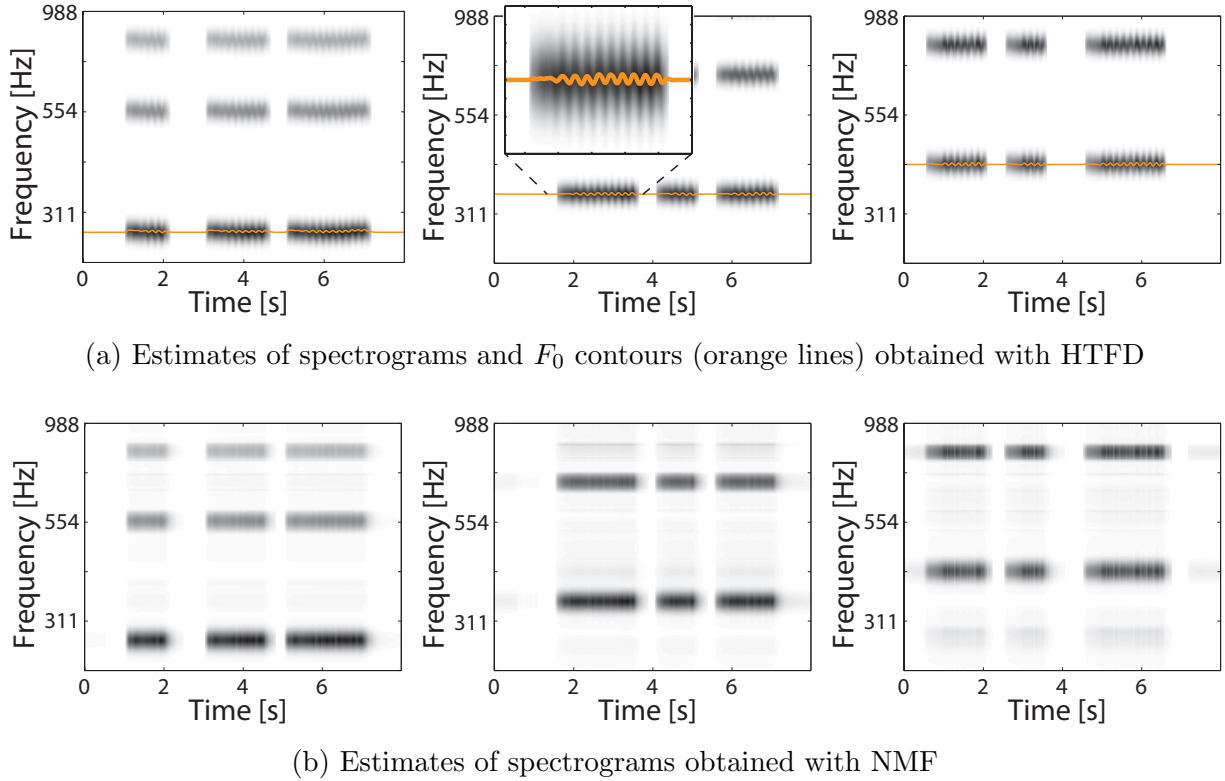 988 988 988
554 554 554
311 311 311
Frequency [Hz] Frequency [Hz] Frequency [Hz]
0 2 4 6 0 2 4 6 0 2 4 6
Time [s] Time [s] Time [s]
(a) Estimates of spectrograms and F₀ contours (orange lines) obtained with HTFD
988 988 988
554 554 554
311 311 311
Frequency [Hz] Frequency [Hz] Frequency [Hz]
0 2 4 6 0 2 4 6 0 2 4 6
Time [s] Time [s] Time [s]
(b) Estimates of spectrograms obtained with NMF